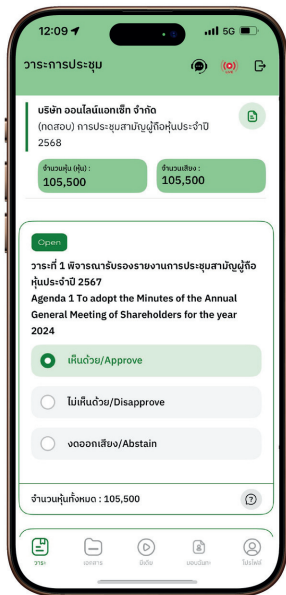 12:09
5G
วาระการประชุม
LIVE
บริษัท ออนไลน์แอทเซ็ท จำกัด
(ทดสอบ) การประชุมสามัญผู้ถือหุ้นประจำปี
2568
จำนวนหุ้น (หุ้น) :
105,500
จำนวนเสียง :
105,500
Open
วาระที่ 1 พิจารณารับรองรายงานการประชุมสามัญผู้ถือ
หุ้นประจำปี 2567
Agenda 1 To adopt the Minutes of the Annual
General Meeting of Shareholders for the year
2024
เห็นด้วย/Approve
ไม่เห็นด้วย/Disapprove
งดออกเสียง/Abstain
จำนวนหุ้นทั้งหมด : 105,500
วาระ
เอกสาร
มีเดีย
มอบฉันทะ
โปรไฟล์